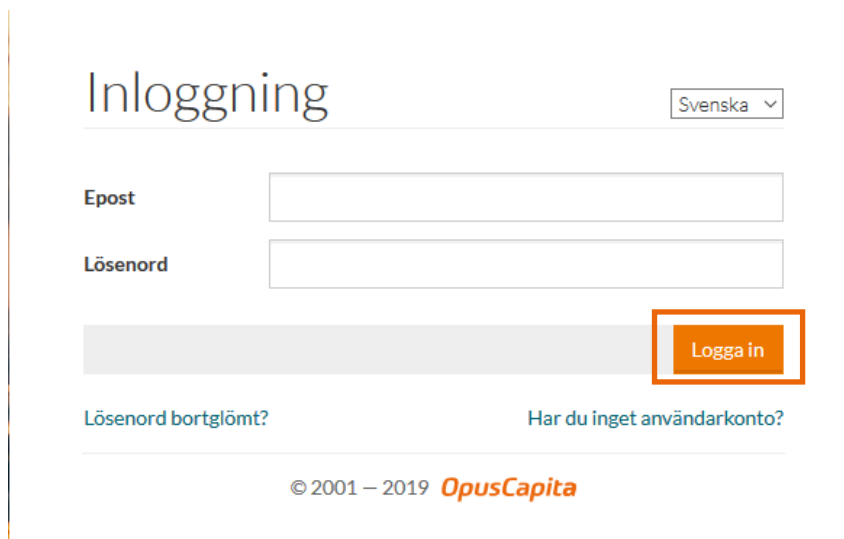 Inloggning
Svenska
Epost
Lösenord
Logga in
Lösenord bortglömt? Har du inget användarkonto?
© 2001 — 2019 OpusCapita